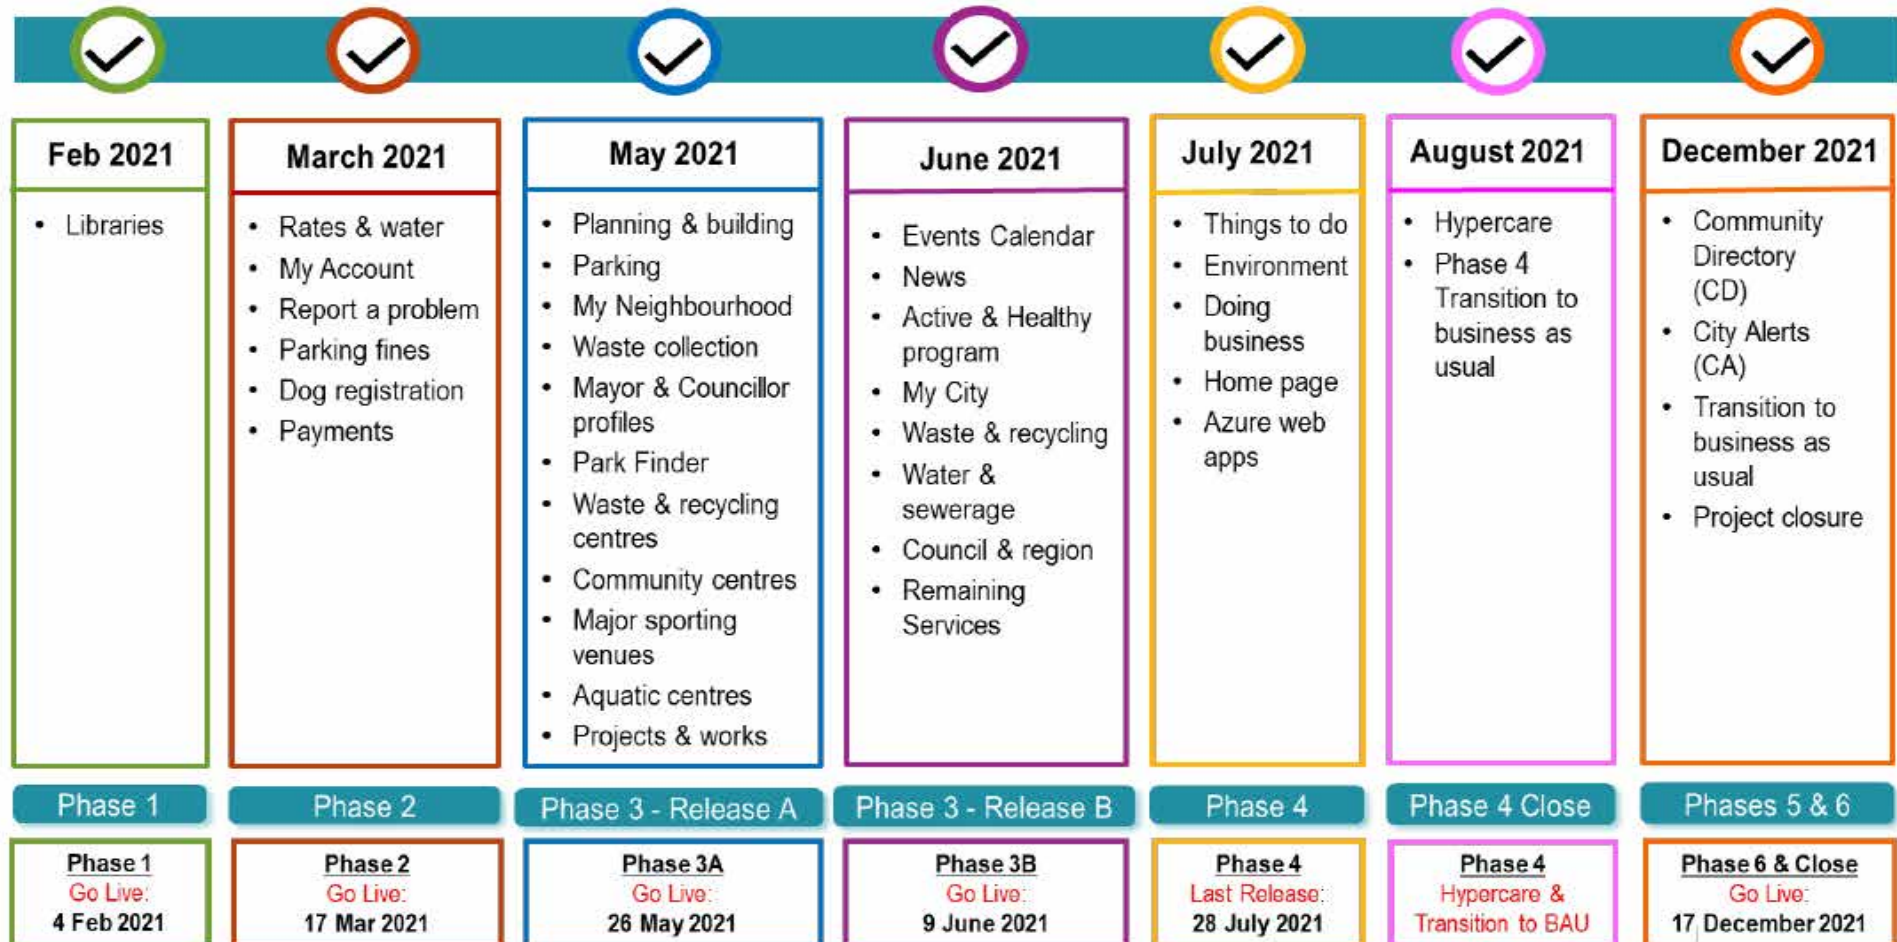 Feb 2021
• Libraries
March 2021
• Rates & water
• My Account
• Report a problem
• Parking fines
• Dog registration
• Payments
May 2021
• Planning & building
• Parking
• My Neighbourhood
• Waste collection
• Mayor & Councillor
profiles
• Park Finder
• Waste & recycling
centres
• Community centres
• Major sporting
venues
• Aquatic centres
• Projects & works
June 2021
• Events Calendar
• News
• Active & Healthy
program
• My City
• Waste & recycling
• Water &
sewerage
• Council & region
• Remaining
Services
July 2021
• Things to do
• Environment
• Doing
business
• Home page
• Azure web
apps
August 2021
• Hypercare
• Phase 4
Transition to
business as
usual
December 2021
• Community
Directory
(CD)
• City Alerts
(CA)
• Transition to
business as
usual
• Project closure
Phase 1
Phase 2
Phase 3 - Release A
Phase 3 - Release B
Phase 4
Phase 4 Close
Phases 5 & 6
Phase 1
Go Live:
4 Feb 2021
Phase 2
Go Live:
17 Mar 2021
Phase 3A
Go Live:
26 May 2021
Phase 3B
Go Live:
9 June 2021
Phase 4
Last Release:
28 July 2021
Phase 4
Hypercare &
Transition to BAU
Phase 6 & Close
Go Live:
17 December 2021